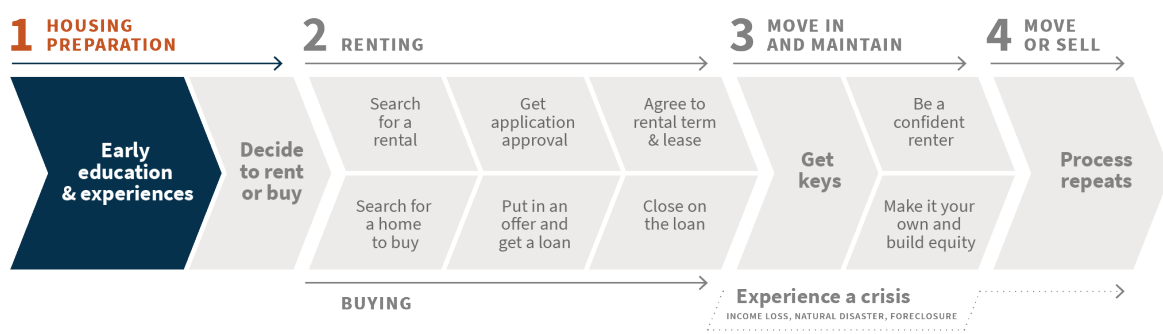 1 HOUSING
PREPARATION
2 RENTING
3 MOVE IN
AND MAINTAIN
4 MOVE
OR SELL
Early
education
& experiences
Decide
to rent
or buy
Search
for a
rental
Get
application
approval
Agree to
rental term
& lease
Search for
a home
to buy
Put in an
offer and
get a loan
Close on
the loan
Get
keys
Be a
confident
renter
Make it your
own and
build equity
Process
repeats
BUYING
Experience a crisis
INCOME LOSS, NATURAL DISASTER, FORECLOSURE